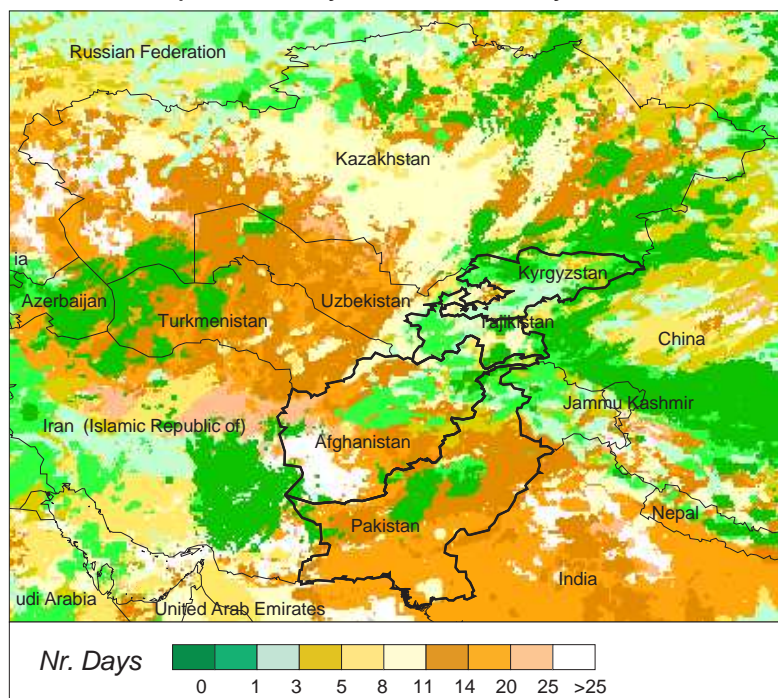 Russian Federation
Kazakhstan
ia
Kyrgyzstan
Azerbaijan
Uzbekistan
Turkmenistan
Tajikistan
China
Jammu Kashmir
Iran (Islamic Republic of)
Afghanistan
Nepal
Pakistan
India
udi Arabia
United Arab Emirates
Nr. Days
0 1 3 5 8 11 14 20 25 >25